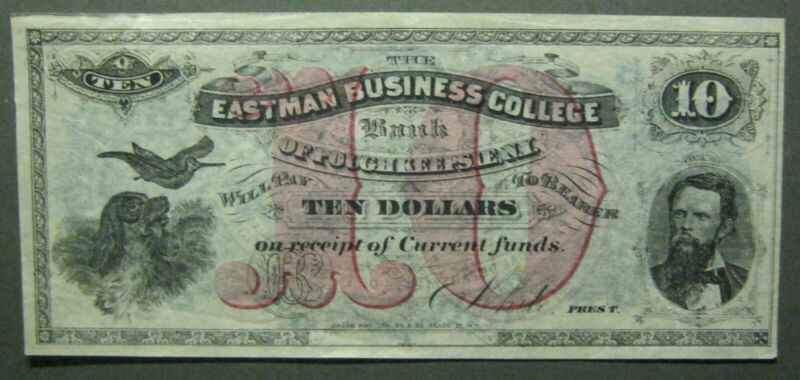 THE
TEN
EASTMAN BUSINESS COLLEGE
10
Bank
OF POUGHKEEPSIE N.Y.
WILL PAY TO BEARER
TEN DOLLARS
on receipt of Current funds.
10
PRES'T.